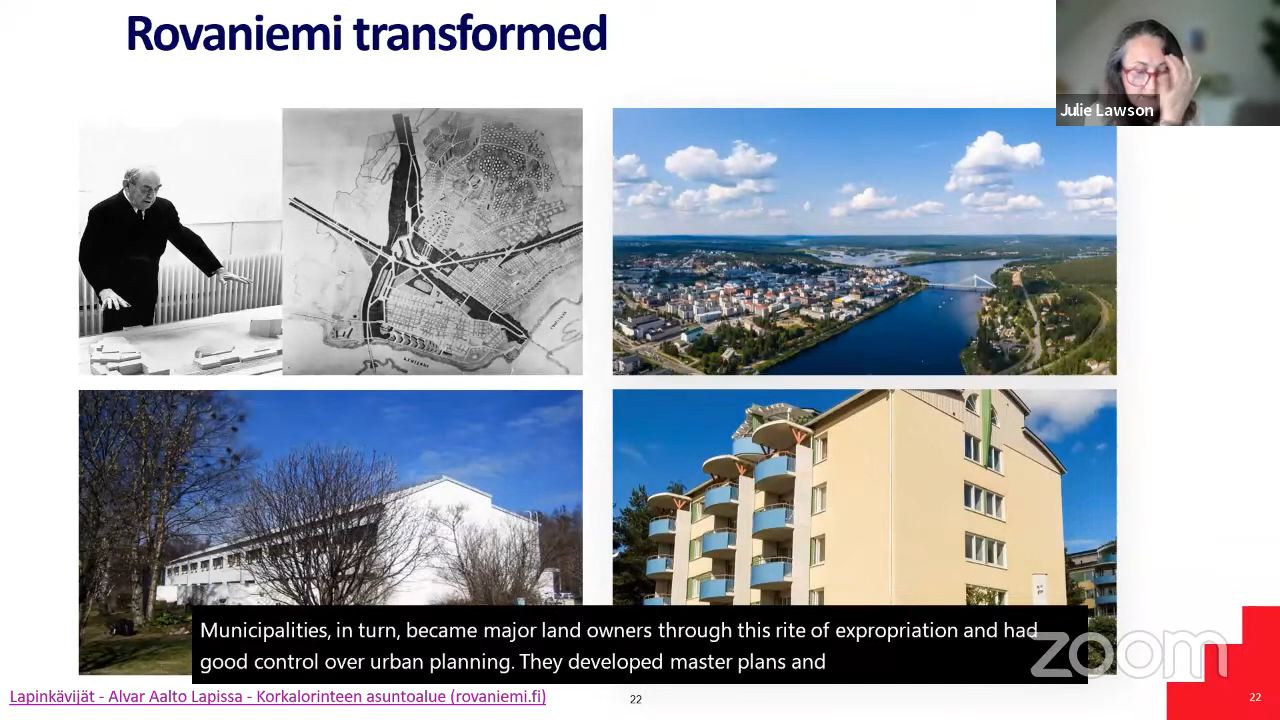 Rovaniemi transformed
Julie Lawson
Municipalities, in turn, became major land owners through this rite of expropriation and had
good control over urban planning. They developed master plans and
zoom
Lapinkävijät - Alvar Aalto Lapissa - Korkalorinteen asuntoalue (rovaniemi.fi)
22
22